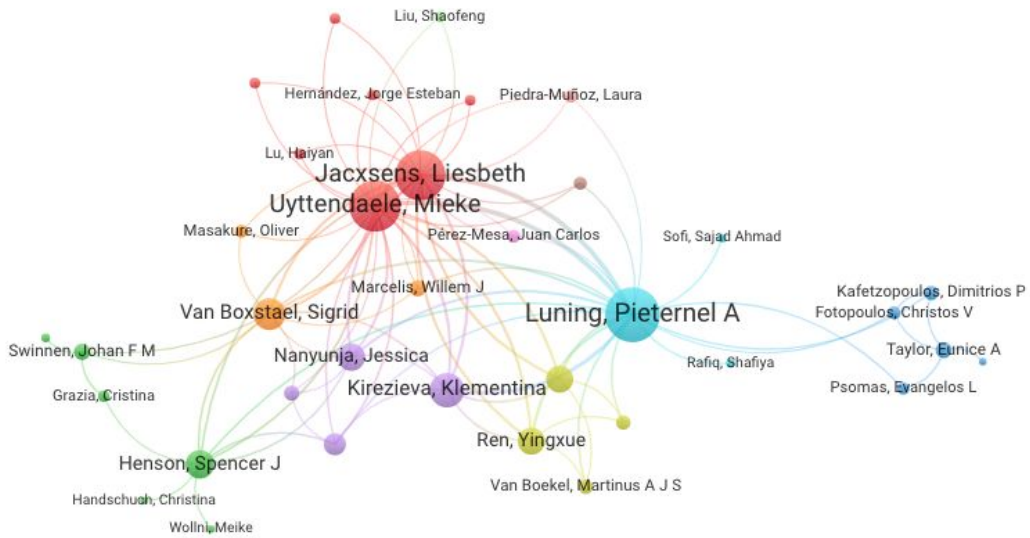 Liu, Shaofeng
Hernández, Jorge Esteban
Piedra-Muñoz, Laura
Lu, Haiyan
Jacxsens, Liesbeth
Uyttendaele, Mieke
Masakure, Oliver
Pérez-Mesa, Juan Carlos
Sofi, Sajad Ahmad
Marcelis, Willem J
Kafetzopoulos, Dimitrios P
Van Boxstael, Sigrid
Luning, Pieternel A
Fotopoulos, Christos V
Swinnen, Johan F M
Nanyunja, Jessica
Taylor, Eunice A
Rafiq, Shafiya
Kirezieva, Klementina
Psomas, Evangelos L
Grazia, Cristina
Ren, Yingxue
Henson, Spencer J
Van Boekel, Martinus A J S
Handschuch, Christina
Wollni, Meike